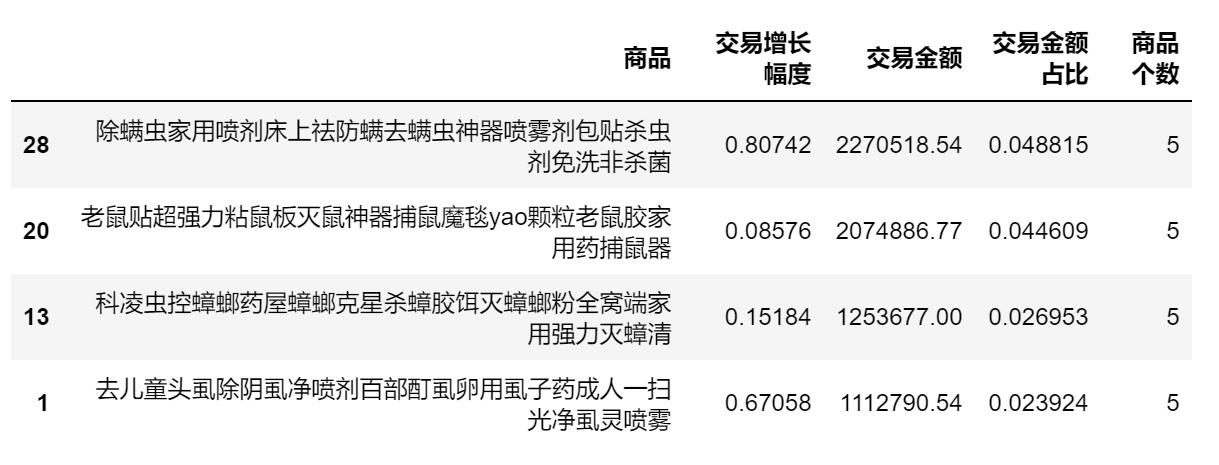 商品 交易增长幅度 交易金额 交易金额占比 商品个数
28 除螨虫家用喷剂床上祛防螨去螨虫神器喷雾剂包贴杀虫剂免洗非杀菌 0.80742 2270518.54 0.048815 5
20 老鼠贴超强力粘鼠板灭鼠神器捕鼠魔毯yao颗粒老鼠胶家用药捕鼠器 0.08576 2074886.77 0.044609 5
13 科凌虫控蟑螂药屋蟑螂克星杀蟑胶饵灭蟑螂粉全窝端家用强力灭蟑清 0.15184 1253677.00 0.026953 5
1 去儿童头虱除阴虱净喷剂百部酊虱卵用虱子药成人一扫光净虱灵喷雾 0.67058 1112790.54 0.023924 5